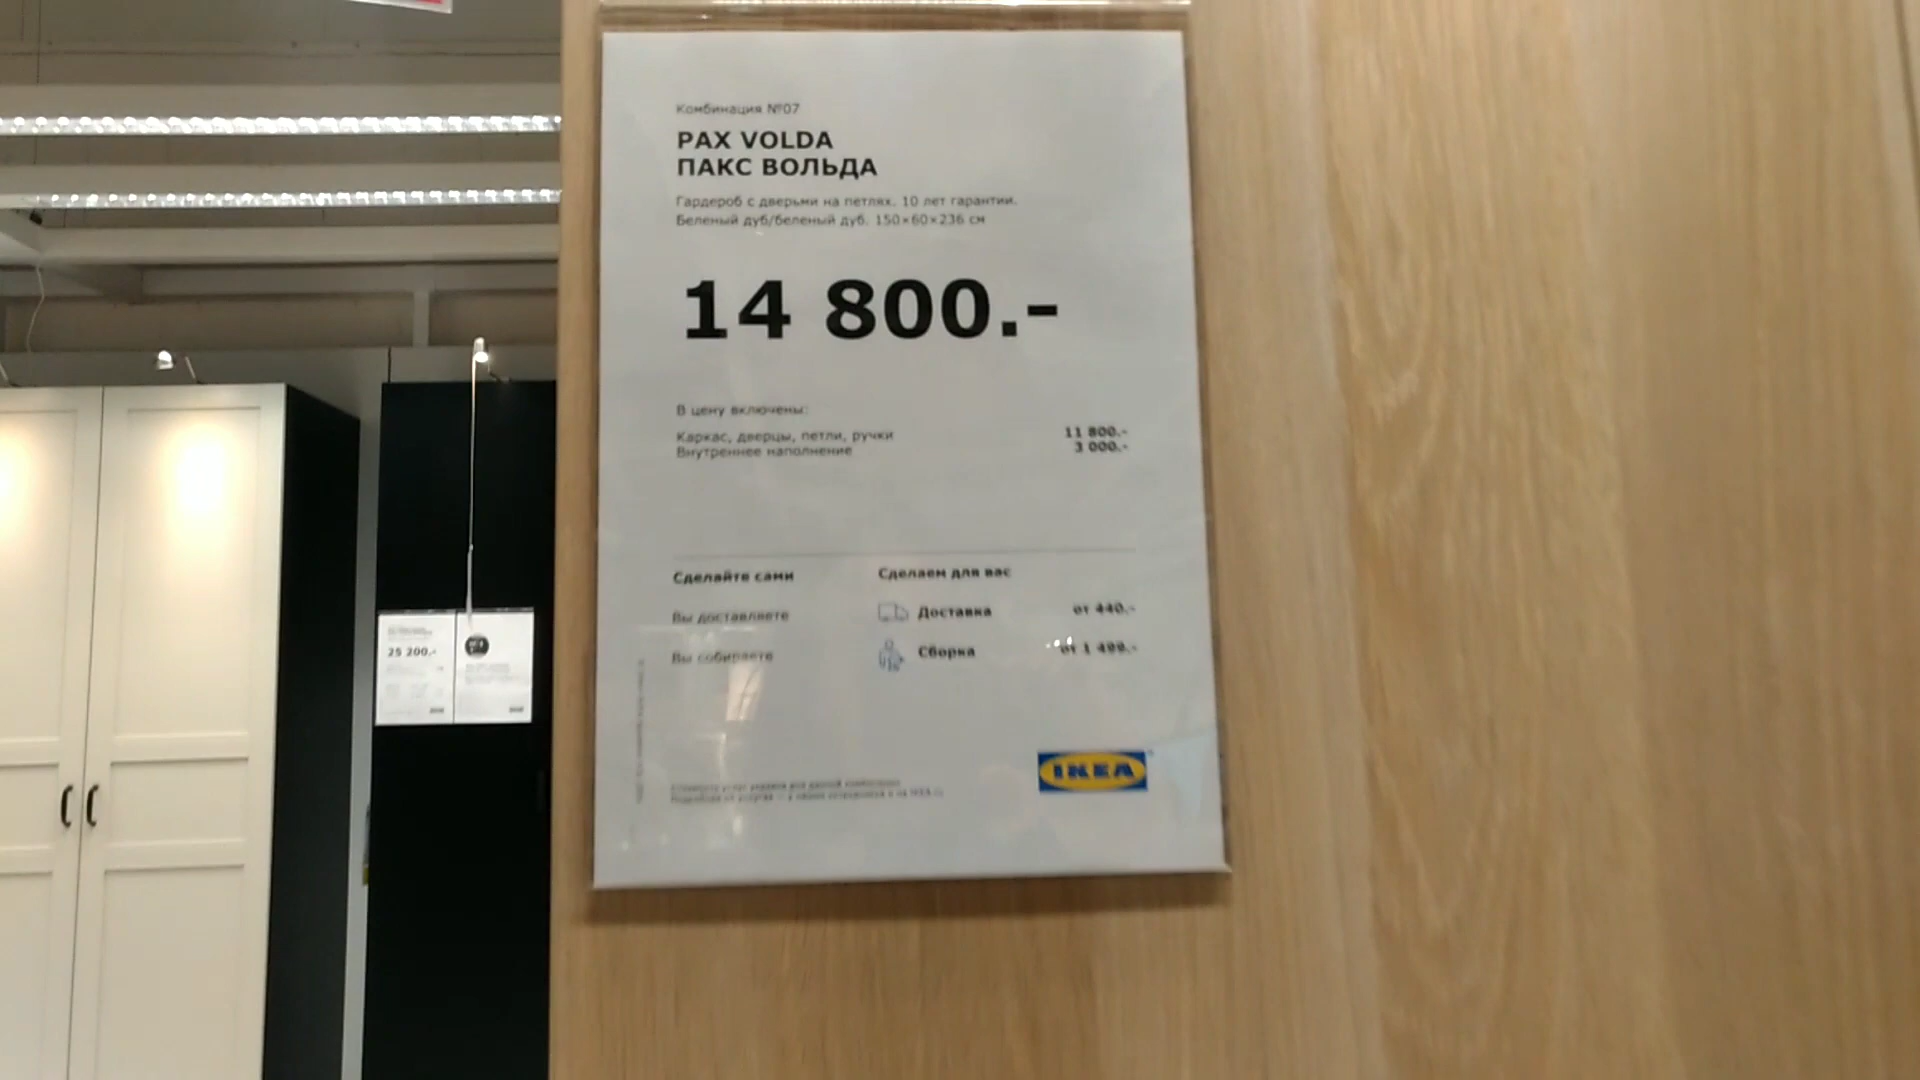 Комбинация №07
PAX VOLDA
ПАКС ВОЛЬДА
Гардероб с дверьми на петлях. 10 лет гарантии.
Беленый дуб/беленый дуб. 150×60×236 см
14 800.-
В цену включены:
Каркас, дверцы, петли, ручки 11 800.-
Внутреннее наполнение 3 000.-
Сделайте сами Сделаем для вас
Вы доставляете Доставка от 440.-
Вы собираете Сборка от 1 499.-
IKEA
25 200.-